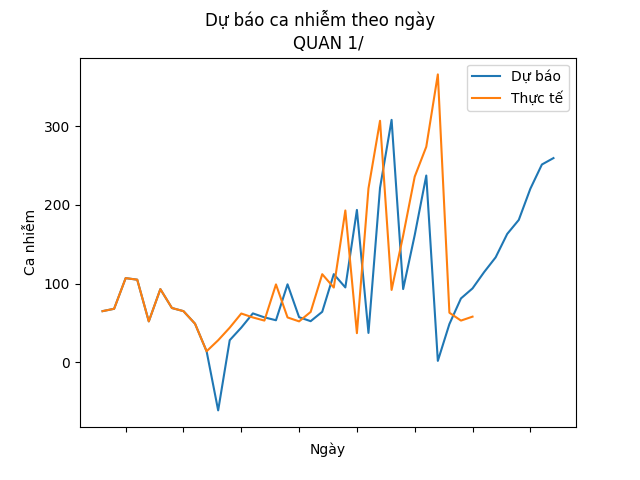 Dự báo ca nhiễm theo ngày
QUAN 1/
Dự báo
Thực tế
Ca nhiễm
300
200
100
0
Ngày